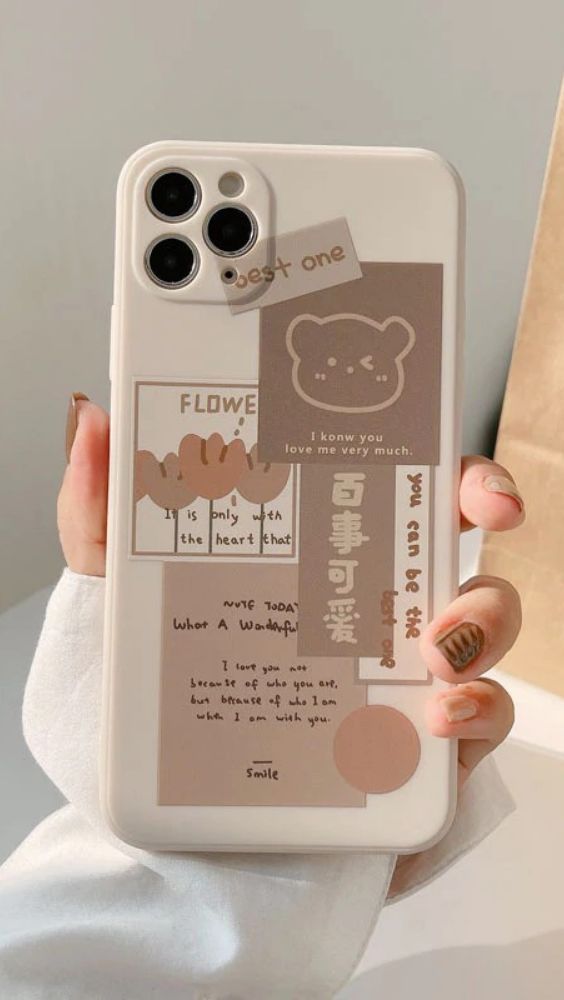 best one
I konw you
love me very much.
FLOWE
It is only with
the heart that
百事可爱
you can be the
best one
NOTE TODAY
What A Wonderful
I love you not
because of who you are,
but because of who I am
when I am with you.
Smile